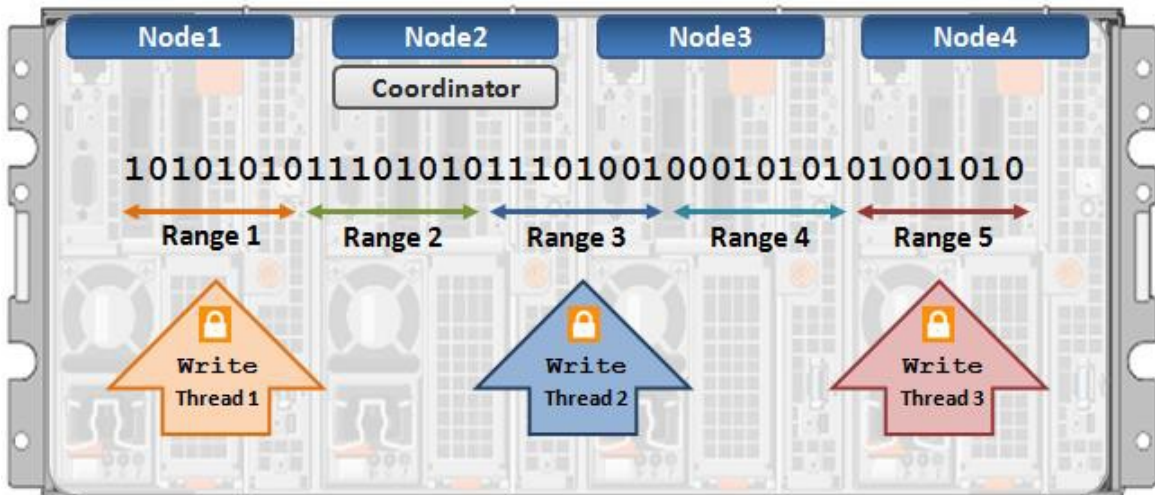 Node1 Node2 Node3 Node4
Coordinator
1010101011101010111010010001010101001010
Range 1 Range 2 Range 3 Range 4 Range 5
Write Write Write
Thread 1 Thread 2 Thread 3